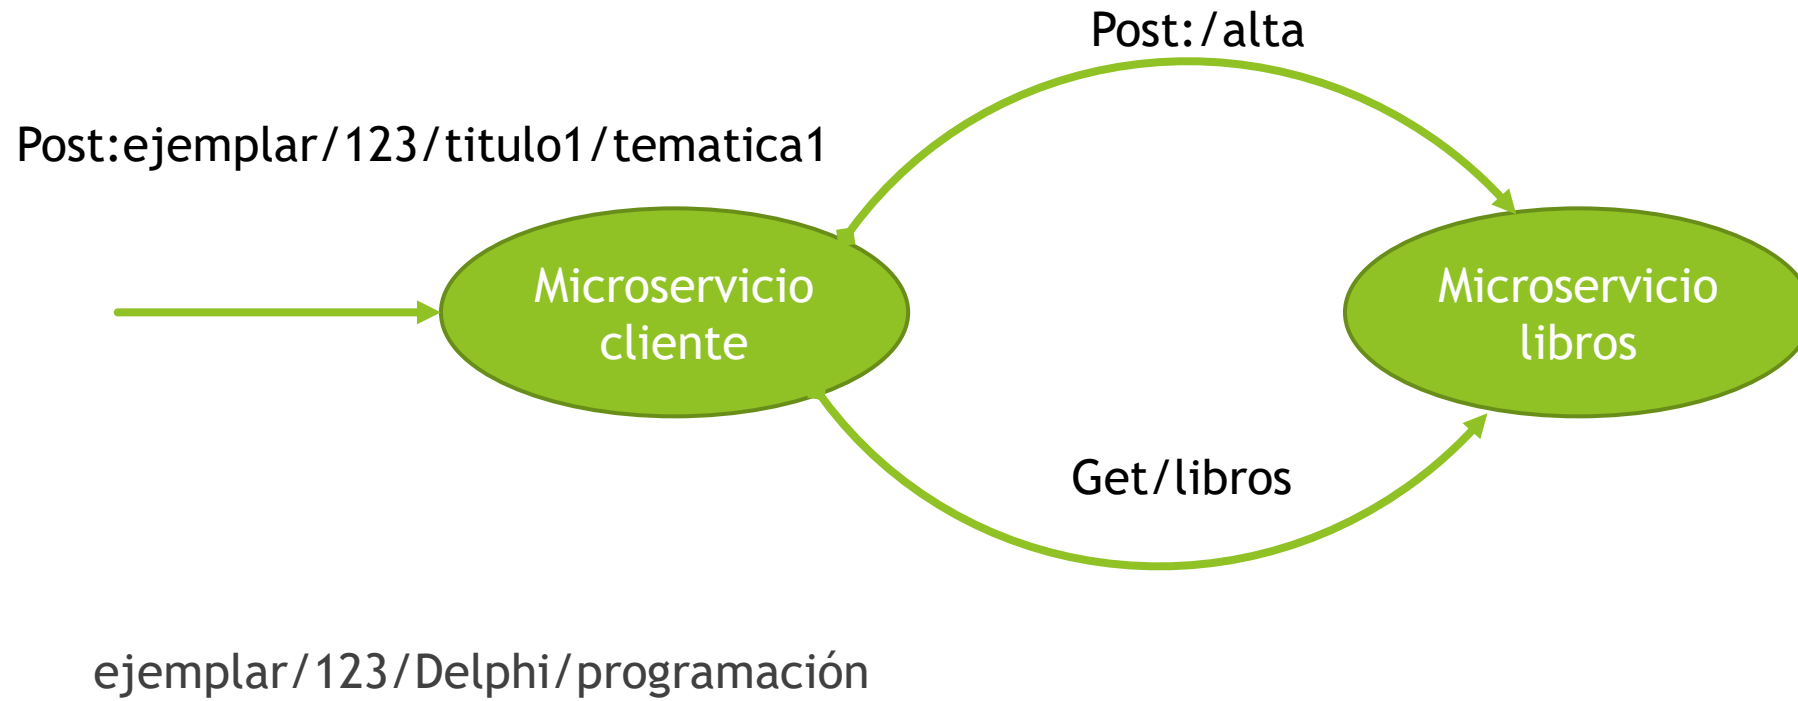 Post:/alta
Post:ejemplar/123/titulo1/tematica1
Microservicio
cliente
Microservicio
libros
Get/libros
ejemplar/123/Delphi/programación